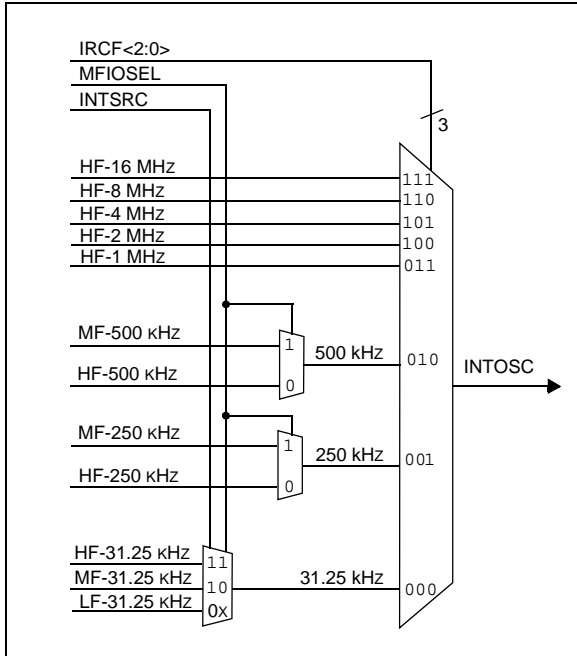 IRCF<2:0>
MFIOSEL
INTSRC
3
HF-16 MHz
111
HF-8 MHz
110
HF-4 MHz
101
HF-2 MHz
100
HF-1 MHz
011
MF-500 KHz
1
500 kHz
010
INTOSC
HF-500 KHz
0
MF-250 KHz
1
250 kHz
001
HF-250 KHz
0
HF-31.25 KHz
11
MF-31.25 KHz
10
31.25 kHz
000
LF-31.25 KHz
0X